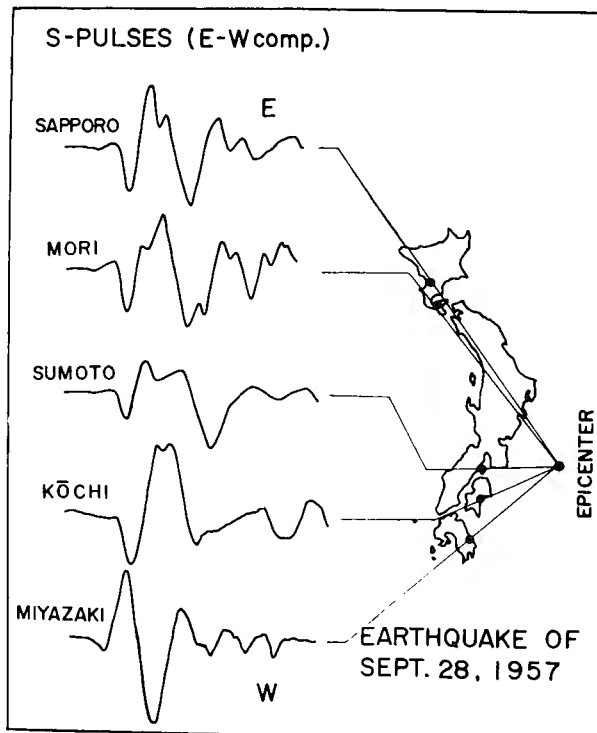 S-PULSES (E-W comp.)
E
SAPPORO
MORI
SUMOTO
KŌCHI
MIYAZAKI
W
EPICENTER
EARTHQUAKE OF
SEPT. 28, 1957